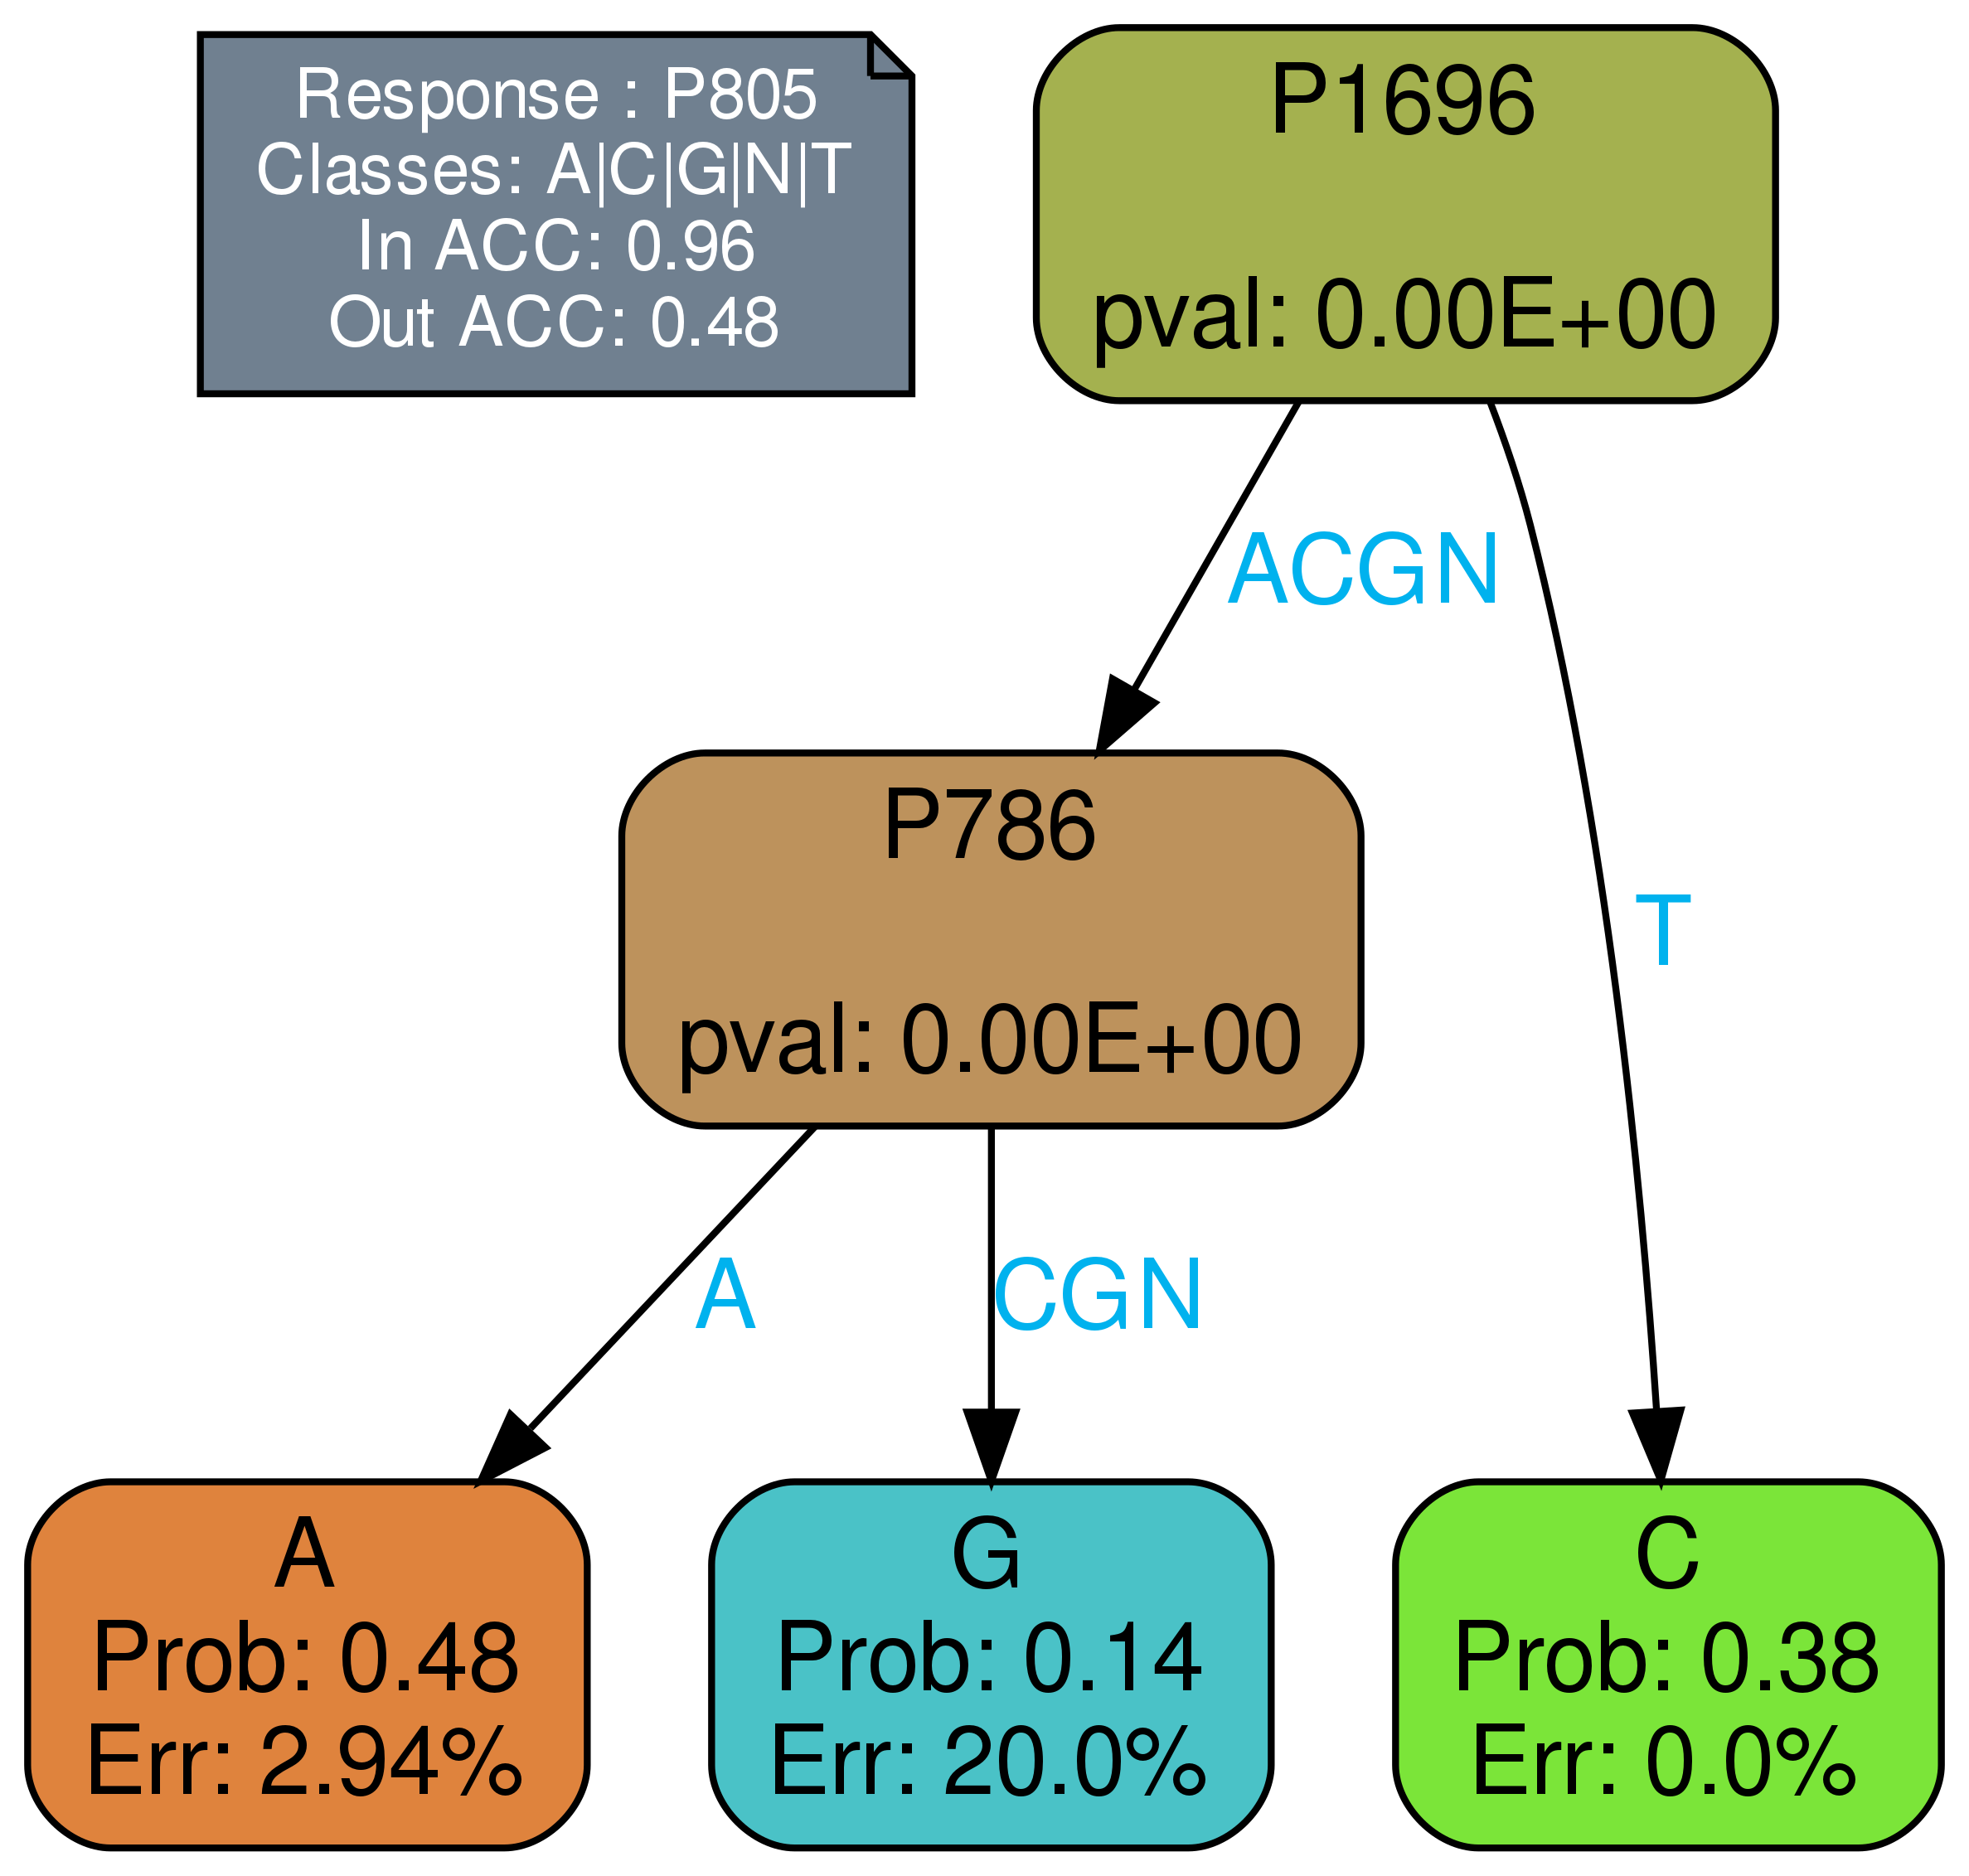 Response : P805
Classes: A|C|G|N|T
In ACC: 0.96
Out ACC: 0.48
P1696
pval: 0.00E+00
ACGN
P786
pval: 0.00E+00
T
A
CGN
A
Prob: 0.48
Err: 2.94%
G
Prob: 0.14
Err: 20.0%
C
Prob: 0.38
Err: 0.0%